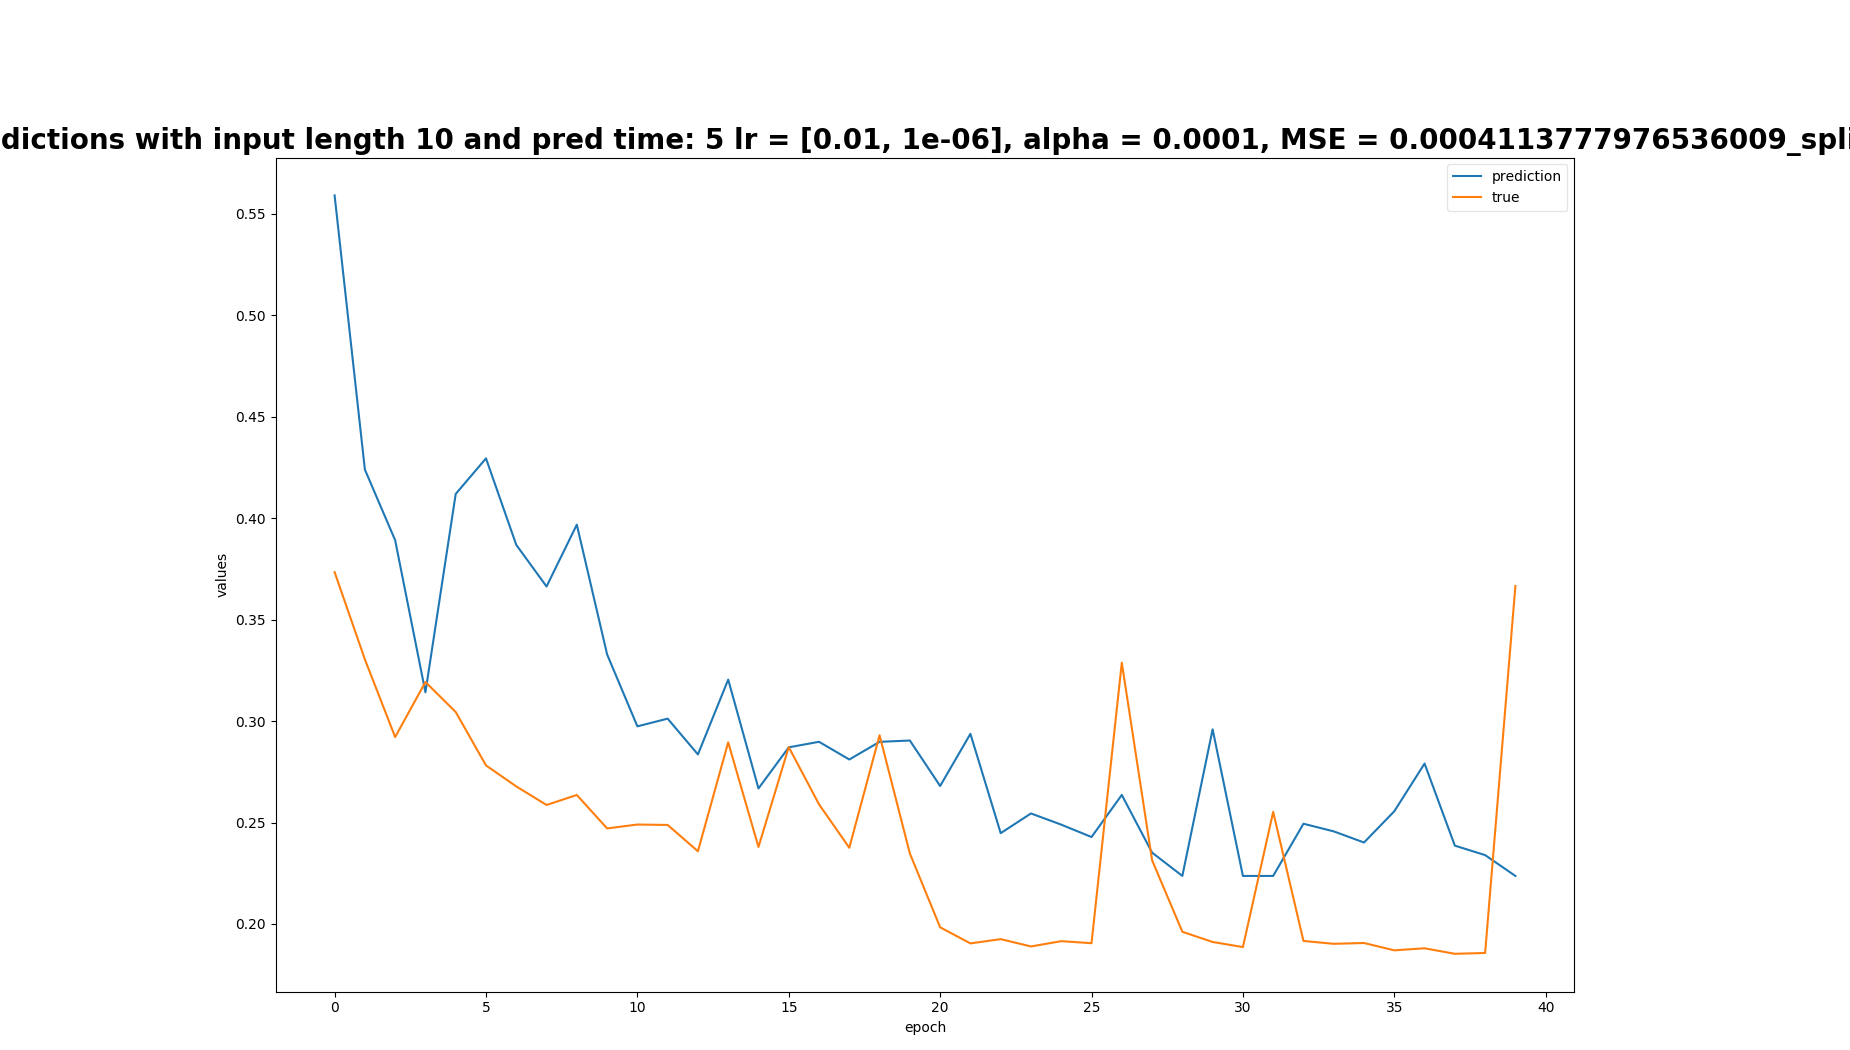 dictions with input length 10 and pred time: 5 lr = [0.01, 1e-06], alpha = 0.0001, MSE = 0.0004113777976536009_spli
prediction
true
0.55
0.50
0.45
0.40
0.35
0.30
0.25
0.20
values
0 5 10 15 20 25 30 35 40
epoch